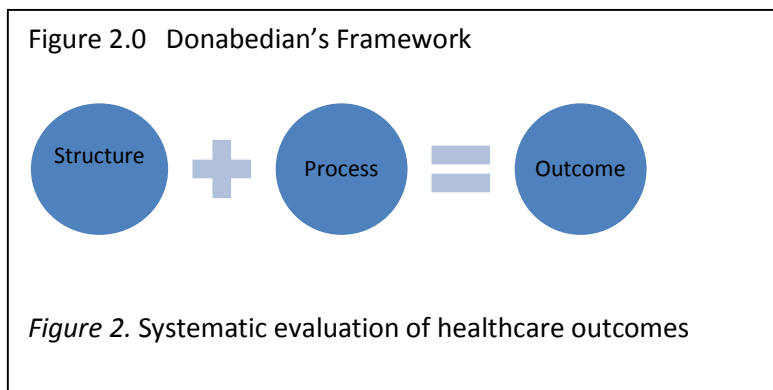 Figure 2.0 Donabedian’s Framework
Structure
Process
Outcome
Figure 2. Systematic evaluation of healthcare outcomes